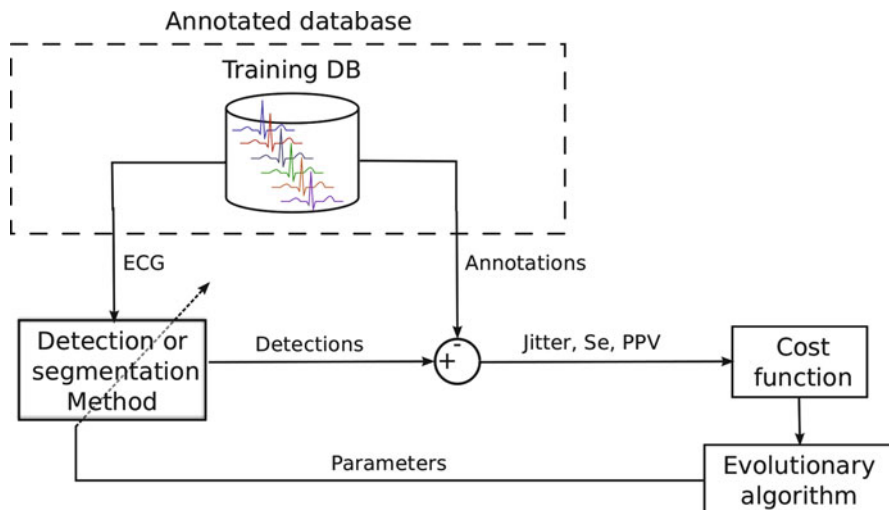 Annotated database
Training DB
ECG
Annotations
Detection or
segmentation
Method
Detections
+
-
Jitter, Se, PPV
Cost
function
Parameters
Evolutionary
algorithm